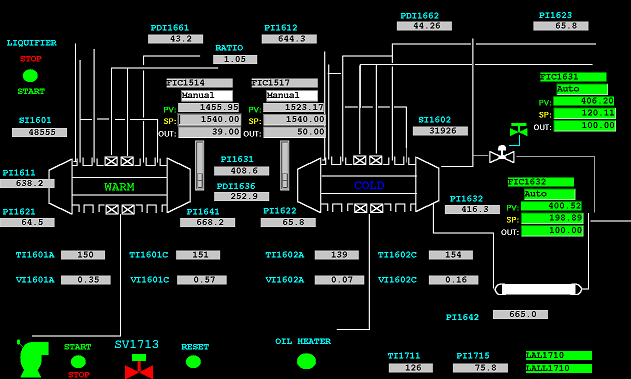 PDI1661
43.2
PI1612
644.3
PDI1662
44.26
PI1623
65.8
LIQUIFIER
STOP
START
RATIO
1.05
FIC1514
Manual
PV: 1455.95
SP: 1540.00
OUT: 39.00
FIC1517
Manual
PV: 1523.17
SP: 1540.00
OUT: 50.00
FIC1631
Auto
PV: 406.20
SP: 120.11
OUT: 100.00
SI1601
48555
SI1602
31926
PI1611
638.2
WARM
PI1631
408.6
PDI1636
252.9
COLD
FIC1632
Auto
PV: 400.52
SP: 198.89
OUT: 100.00
PI1621
64.5
PI1641
668.2
PI1622
65.8
PI1632
416.3
TI1601A 150
TI1601C 151
TI1602A 139
TI1602C 154
VI1601A 0.35
VI1601C 0.57
VI1602A 0.07
VI1602C 0.16
PI1642 665.0
START
STOP
SV1713
RESET
OIL HEATER
TI1711
126
PI1715
75.8
LAL1710
LALL1710